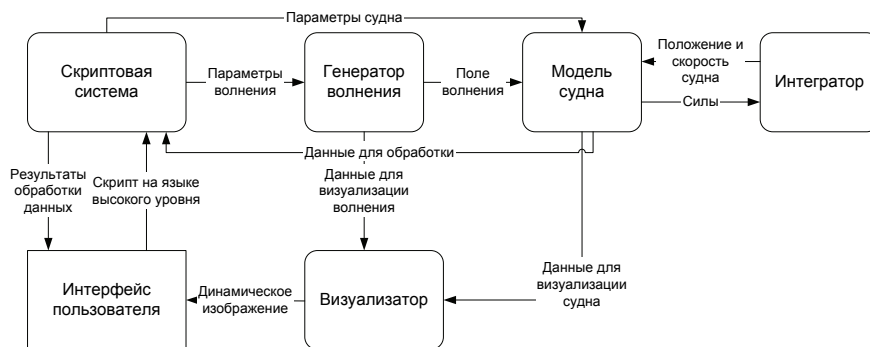 Параметры судна
Скриптовая
система
Параметры
волнения
Генератор
волнения
Поле
волнения
Модель
судна
Положение и
скорость
судна
Силы
Интегратор
Данные для обработки
Результаты
обработки
данных
Скрипт на языке
высокого уровня
Данные для
визуализации
волнения
Данные для
визуализации
судна
Интерфейс
пользователя
Динамическое
изображение
Визуализатор